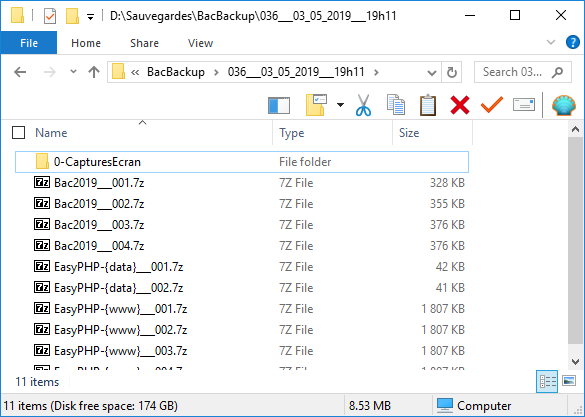 D:\Sauvegardes\BacBackup\036___03_05_2019___19h11
File Home Share View
BacBackup 036___03_05_2019___19h11 Search 03...
Name Type Size
0-CapturesEcran File folder
Bac2019___001.7z 7Z File 328 KB
Bac2019___002.7z 7Z File 355 KB
Bac2019___003.7z 7Z File 376 KB
Bac2019___004.7z 7Z File 376 KB
EasyPHP-{data}___001.7z 7Z File 42 KB
EasyPHP-{data}___002.7z 7Z File 41 KB
EasyPHP-{www}___001.7z 7Z File 1 807 KB
EasyPHP-{www}___002.7z 7Z File 1 807 KB
EasyPHP-{www}___003.7z 7Z File 1 807 KB
11 items
11 items (Disk free space: 174 GB) 8.53 MB Computer